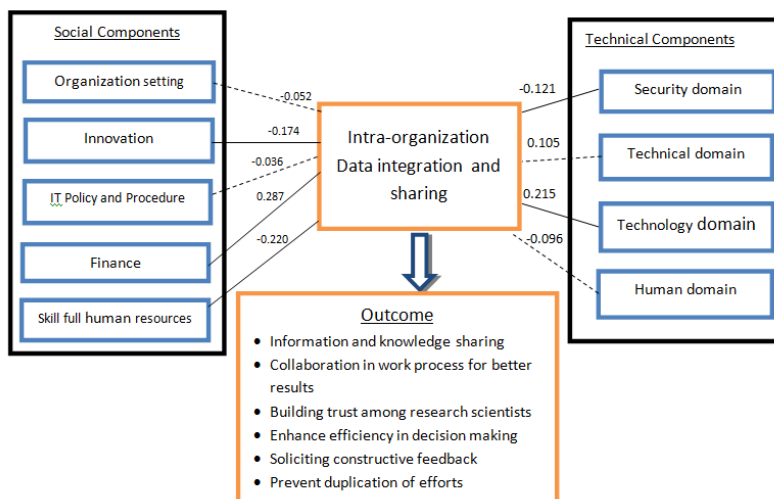 Social Components
Organization setting
Innovation
IT Policy and Procedure
Finance
Skill full human resources
-0.052
-0.174
-0.036
0.287
-0.220
Intra-organization
Data integration and
sharing
-0.121
0.105
0.215
-0.096
Technical Components
Security domain
Technical domain
Technology domain
Human domain
Outcome
• Information and knowledge sharing
• Collaboration in work process for better
results
• Building trust among research scientists
• Enhance efficiency in decision making
• Soliciting constructive feedback
• Prevent duplication of efforts